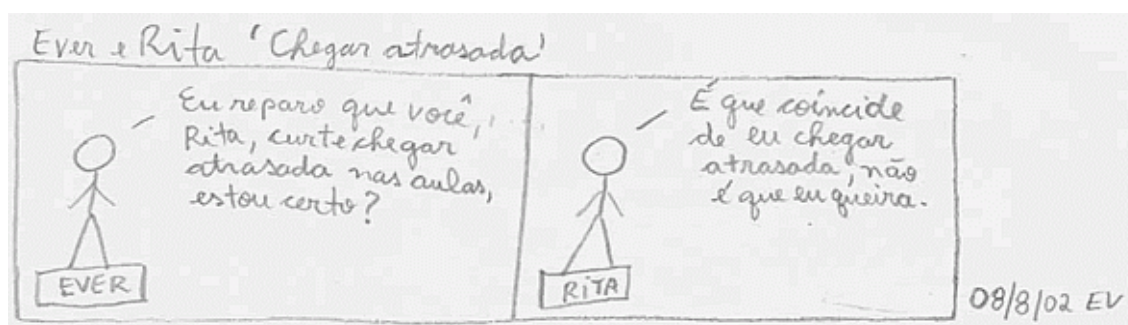 Ever e Rita 'Chegar atrasada'
Eu reparo que você,
Rita, curte chegar
atrasada nas aulas,
estou certo?
EVER
É que coincide
de eu chegar
atrasada, não
é que eu queira.
RITA
08/8/02 EV